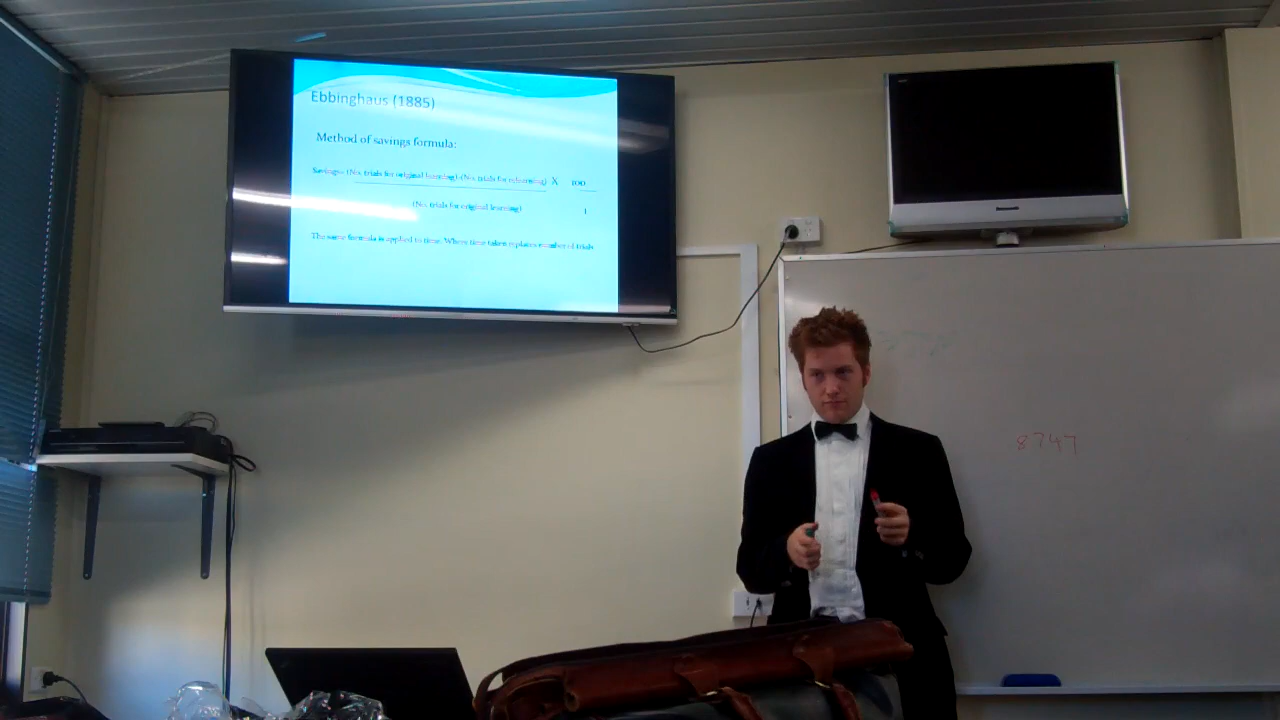 Ebbinghaus (1885)
Method of savings formula:
Savings= (No. trials for original learning)-(No. trials for relearning) X 100
(No. trials for original learning) 1
The same formula is applied to time. Where time taken replaces number of trials
Panasonic
8747